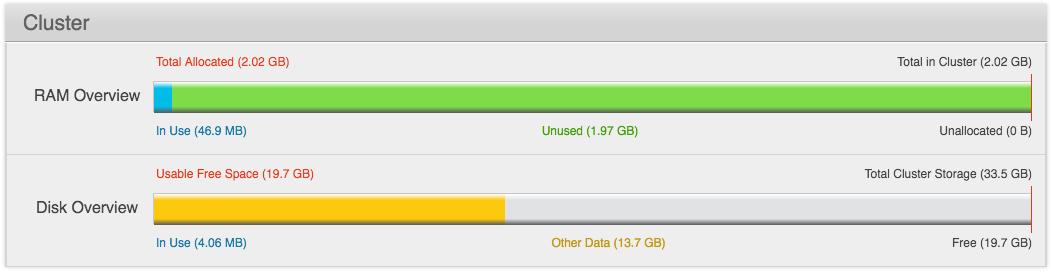 Cluster
Total Allocated (2.02 GB) Total in Cluster (2.02 GB)
RAM Overview
In Use (46.9 MB) Unused (1.97 GB) Unallocated (0 B)
Usable Free Space (19.7 GB) Total Cluster Storage (33.5 GB)
Disk Overview
In Use (4.06 MB) Other Data (13.7 GB) Free (19.7 GB)